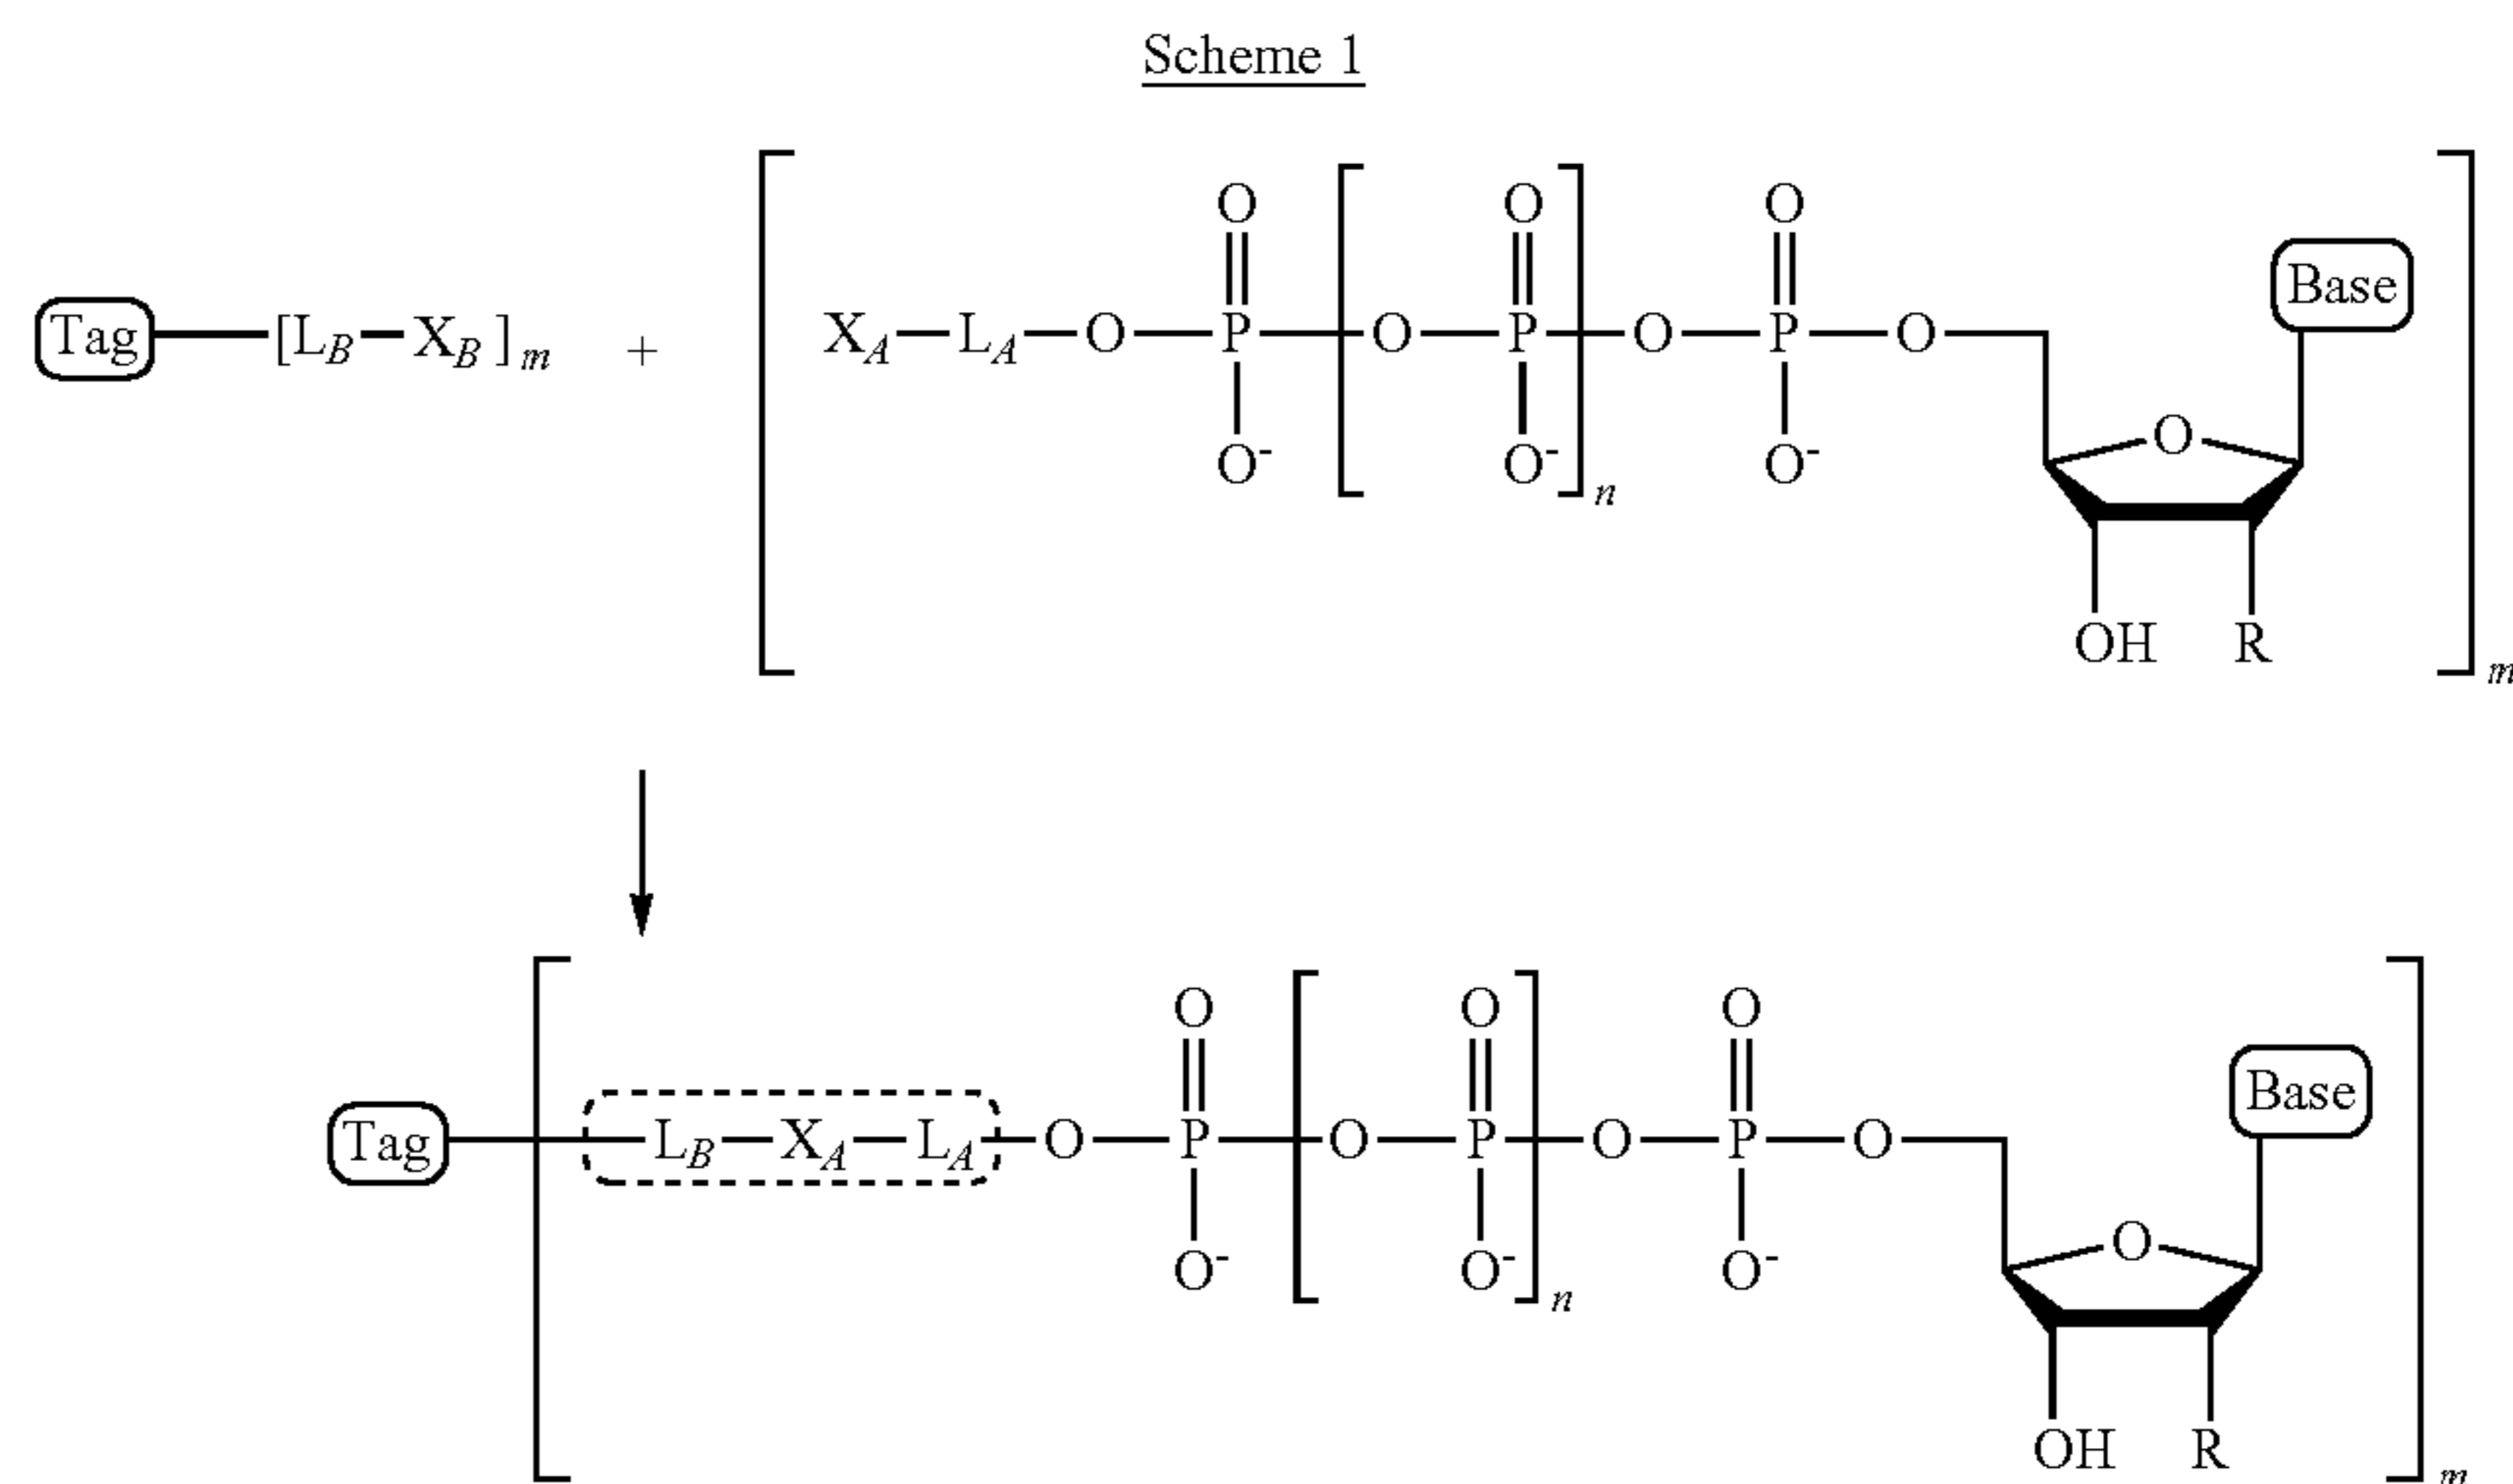 Scheme 1
O O O
Base
Tag [L_B X_B ]_m + X_A L_A O P O P O P O
O
O⁻ O⁻ O⁻
n
OH R
m
O O O
Base
Tag L_B X_A L_A O P O P O P O
O
O⁻ O⁻ O⁻
n
OH R
m